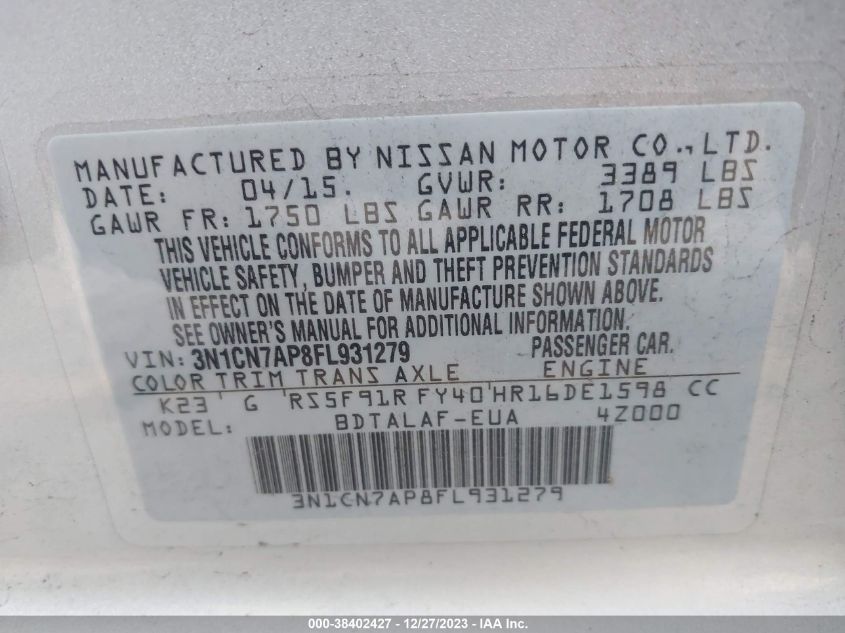 MANUFACTURED BY NISSAN MOTOR CO.,LTD.
DATE: 04/15. GVWR: 3389 LBS
GAWR FR: 1750 LBS GAWR RR: 1708 LBS
THIS VEHICLE CONFORMS TO ALL APPLICABLE FEDERAL MOTOR
VEHICLE SAFETY, BUMPER AND THEFT PREVENTION STANDARDS
IN EFFECT ON THE DATE OF MANUFACTURE SHOWN ABOVE.
SEE OWNER'S MANUAL FOR ADDITIONAL INFORMATION.
VIN: 3N1CN7AP8FL931279 PASSENGER CAR.
COLOR TRIM TRANS AXLE ENGINE
K23 G RS5F91R FY40 HR16DE1598 CC
MODEL: BDTALAF-EUA 4Z000
3N1CN7AP8FL931279
000-38402427 - 12/27/2023 - IAA Inc.